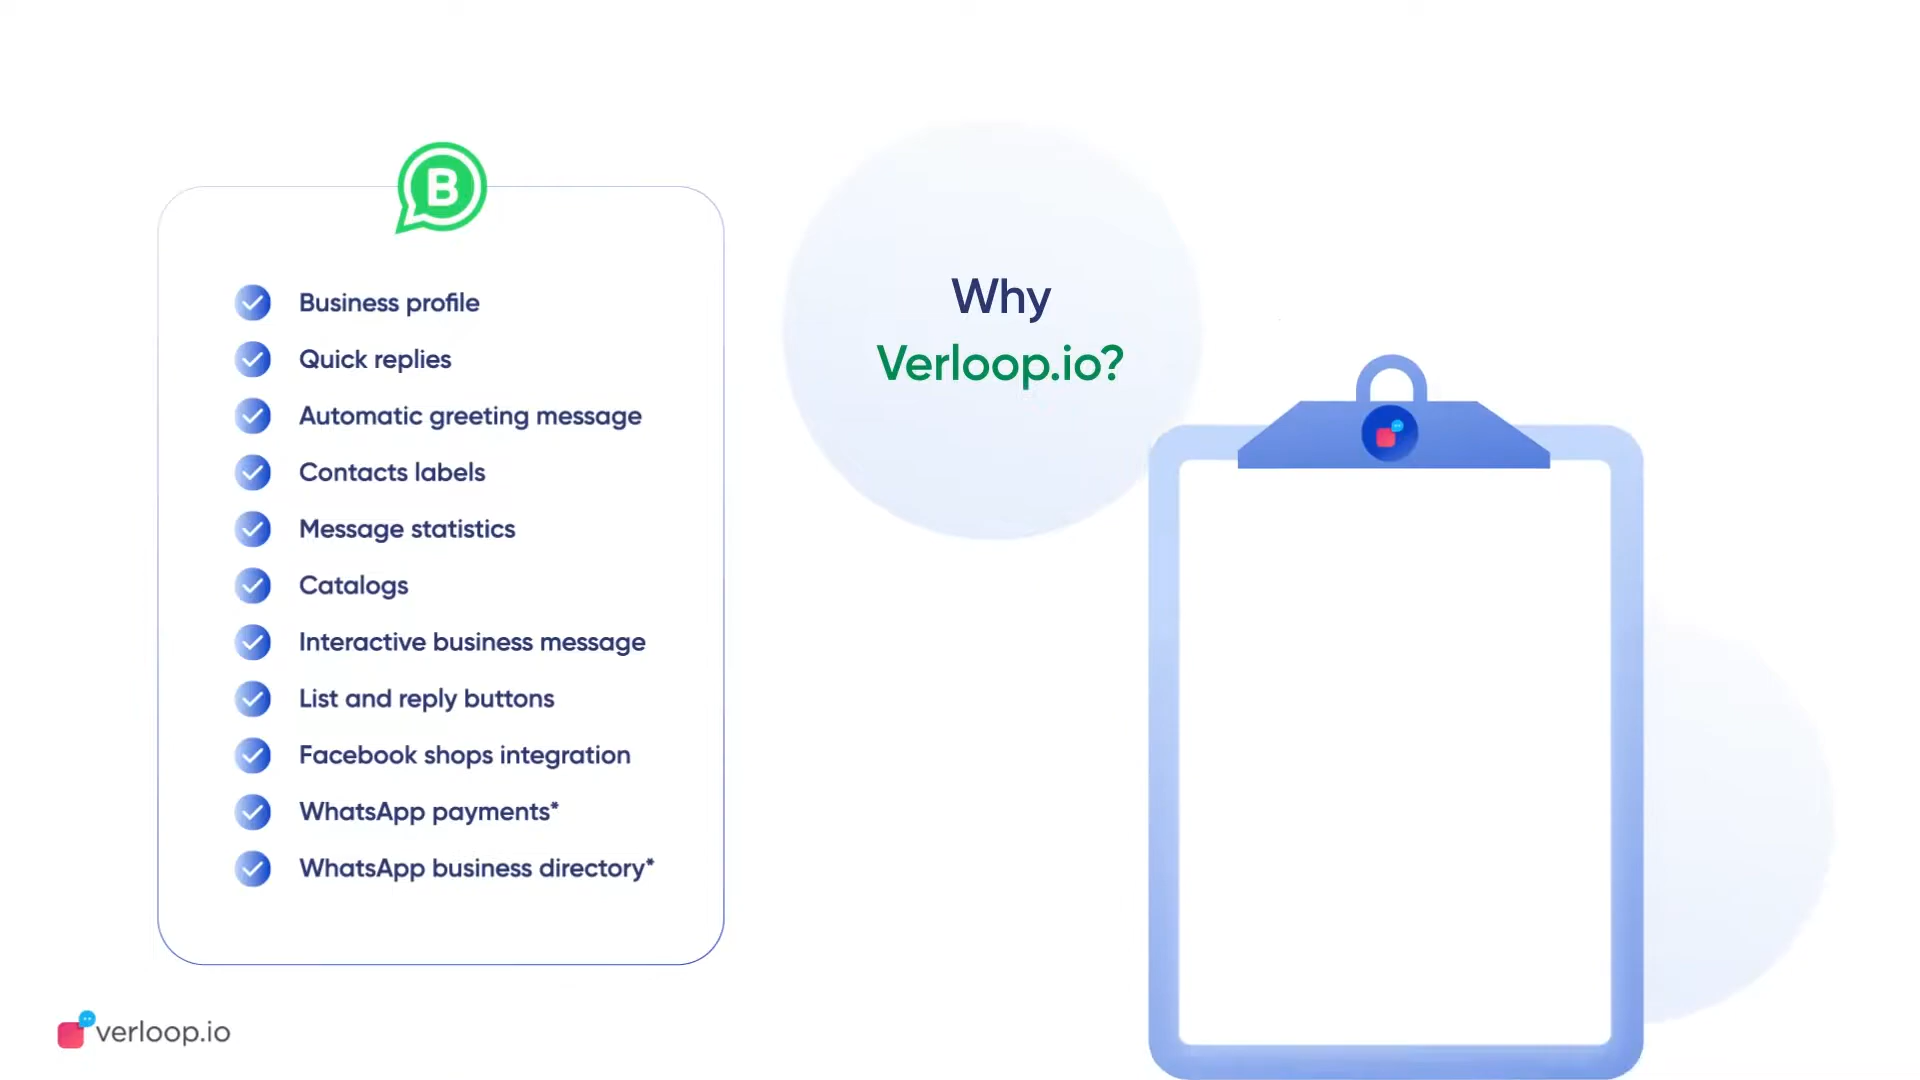 B
Business profile
Quick replies
Automatic greeting message
Contacts labels
Message statistics
Catalogs
Interactive business message
List and reply buttons
Facebook shops integration
WhatsApp payments*
WhatsApp business directory*
Why
Verloop.io?
verloop.io